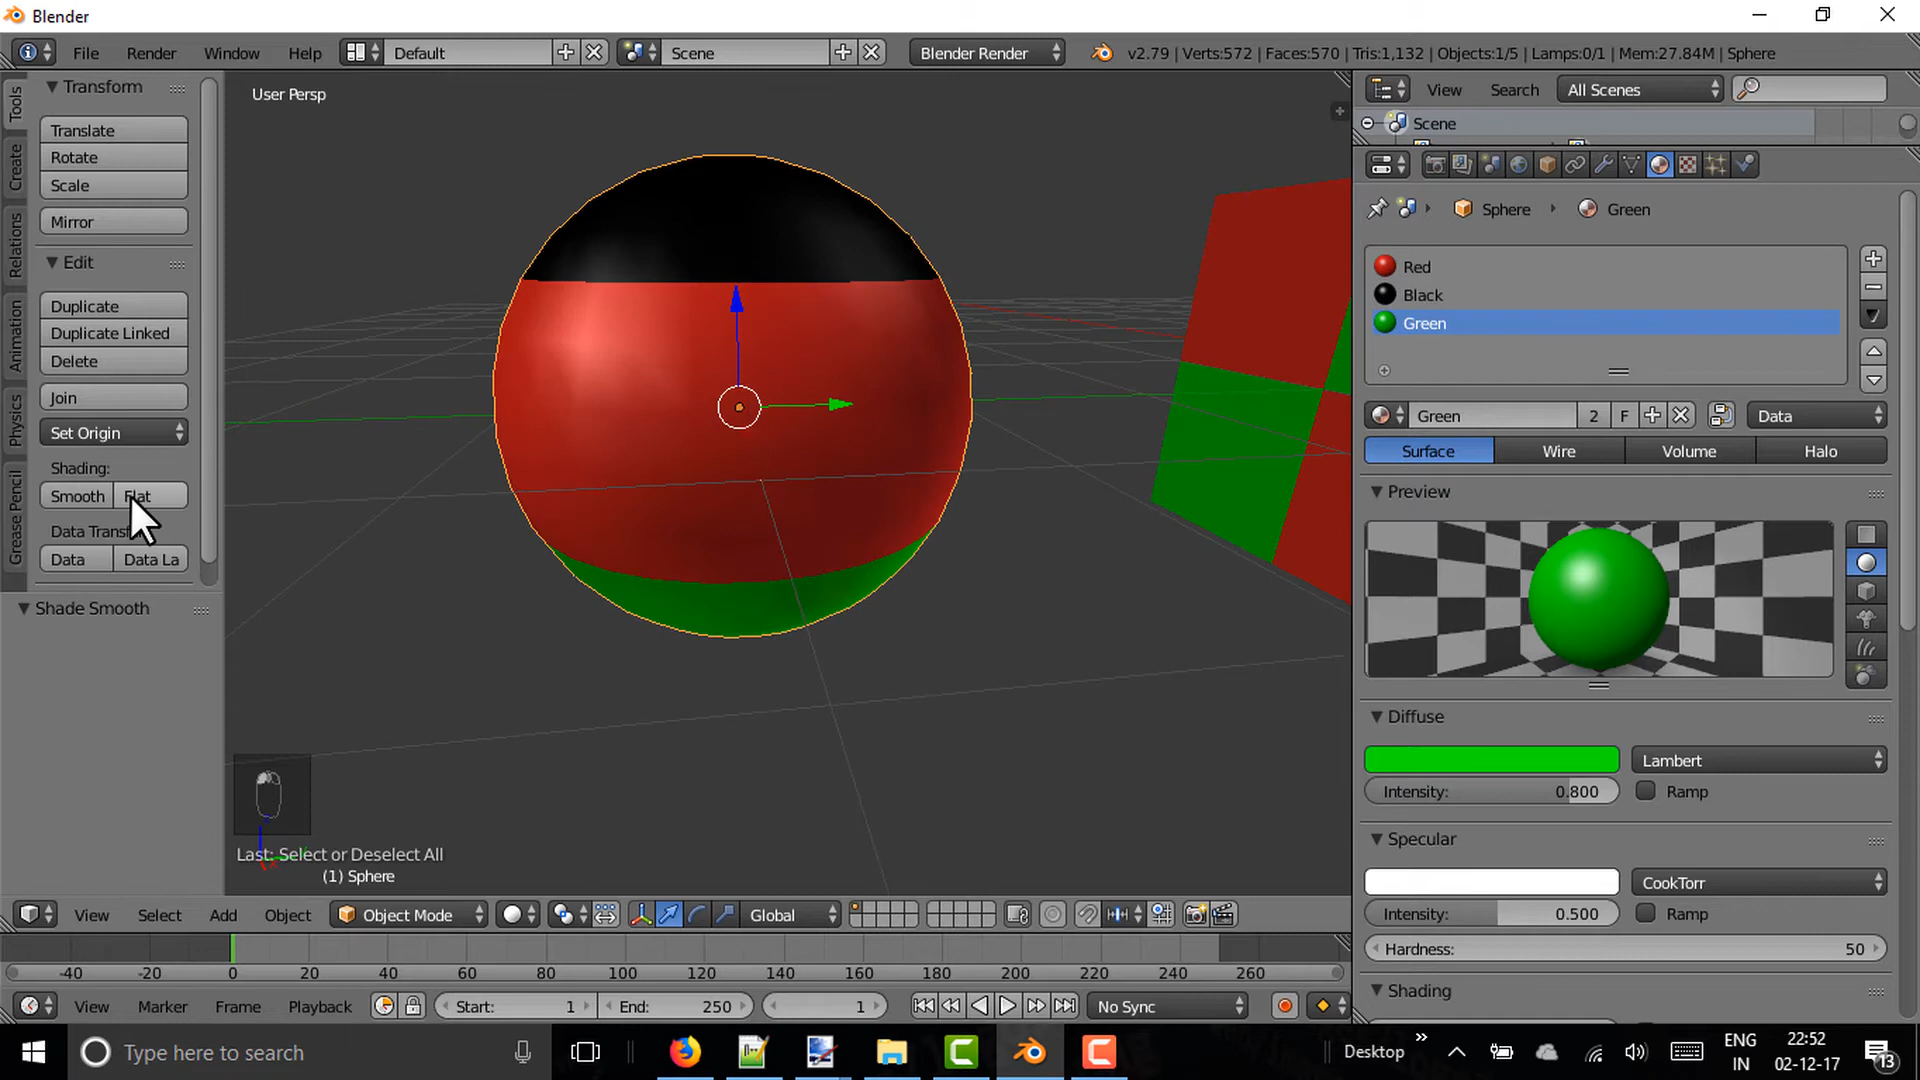 Blender
File Render Window Help Default Scene Blender Render v2.79 | Verts:572 | Faces:570 | Tris:1,132 | Objects:1/5 | Lamps:0/1 | Mem:27.84M | Sphere
Tools
Create
Relations
Animation
Physics
Grease Pencil
Transform
Translate
Rotate
Scale
Mirror
Edit
Duplicate
Duplicate Linked
Delete
Join
Set Origin
Shading:
Smooth Flat
Data Transf
Data Data La
Shade Smooth
User Persp
Last: Select or Deselect All
(1) Sphere
View Search All Scenes
Scene
Sphere Green
Red
Black
Green
Green 2 F Data
Surface Wire Volume Halo
Preview
Diffuse
Lambert
Intensity: 0.800 Ramp
Specular
CookTorr
Intensity: 0.500 Ramp
Hardness: 50
Shading
View Select Add Object Object Mode Global
-40 -20 0 20 40 60 80 100 120 140 160 180 200 220 240 260
View Marker Frame Playback Start: 1 End: 250 1 No Sync
Type here to search
Desktop
ENG
IN
22:52
02-12-17
13